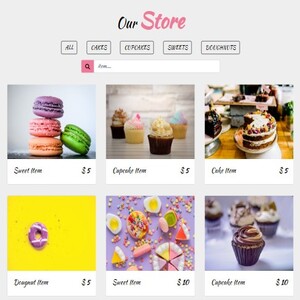 Our Store
ALL CAKES CUPCAKES SWEETS DOUGHNUTS
item....
Sweet Item $ 5 Cupcake Item $ 5 Cake Item $ 5
Dougnut Item $ 5 Sweet Item $ 10 Cupcake Item $ 10